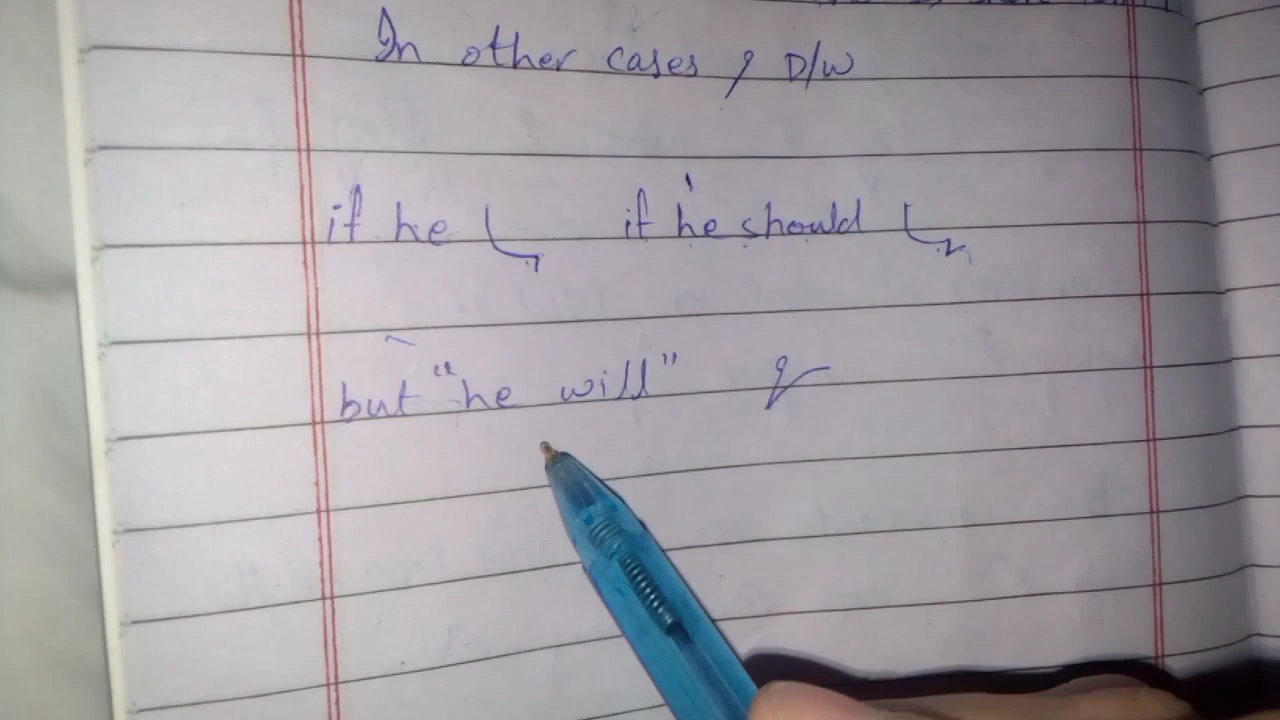 In other cases, D/W
if he if he should
but "he will"